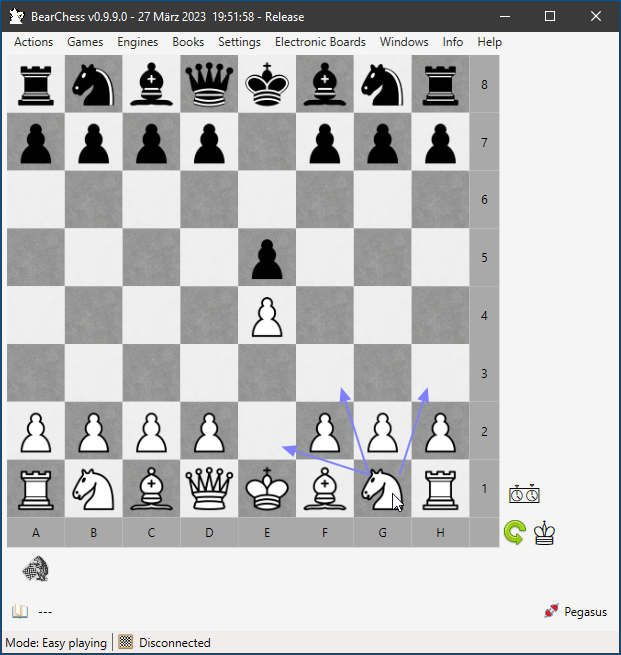 BearChess v0.9.9.0 - 27 März 2023 19:51:58 - Release
Actions Games Engines Books Settings Electronic Boards Windows Info Help
8
7
6
5
4
3
2
1
A B C D E F G H
--- Pegasus
Mode: Easy playing Disconnected